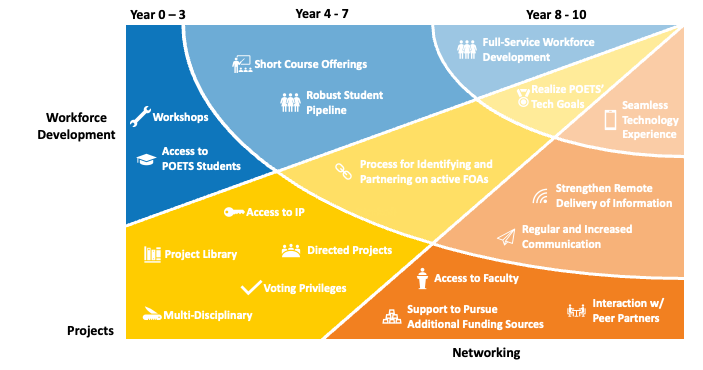 Year 0 – 3
Year 4 - 7
Year 8 - 10
Full-Service Workforce
Development
Short Course Offerings
Realize POETS'
Tech Goals
Robust Student
Pipeline
Seamless
Technology
Experience
Workforce
Development
Workshops
Access to
POETS Students
Process for Identifying and
Partnering on active FOAs
Strengthen Remote
Delivery of Information
Access to IP
Regular and Increased
Communication
Project Library
Directed Projects
Access to Faculty
Voting Privileges
Multi-Disciplinary
Support to Pursue
Additional Funding Sources
Interaction w/
Peer Partners
Projects
Networking